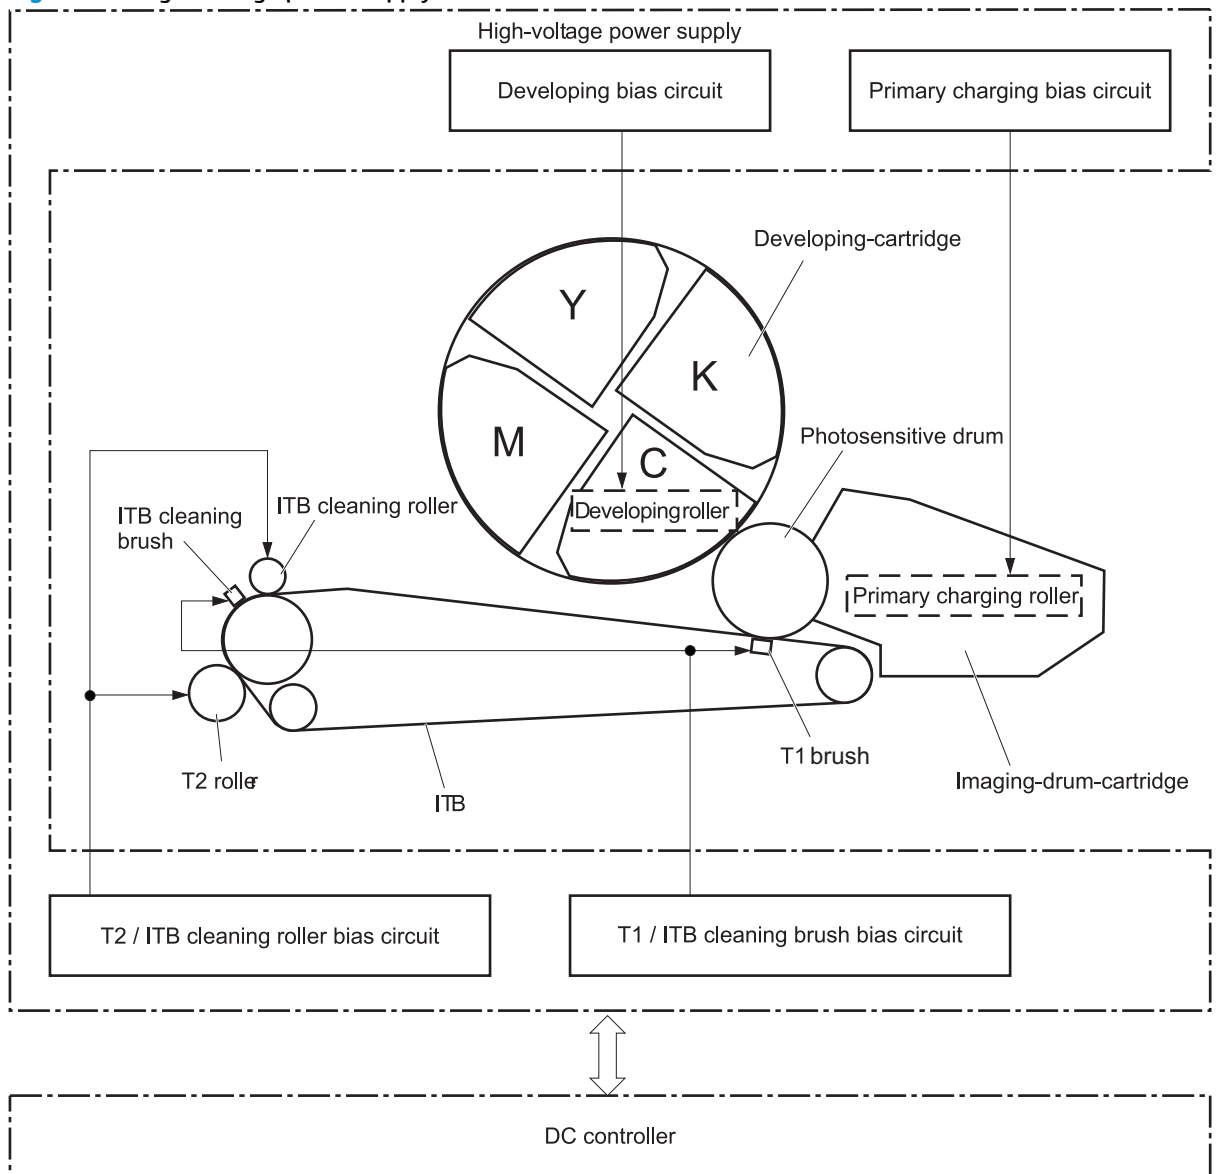 High-voltage power supply
Developing bias circuit
Primary charging bias circuit
Developing-cartridge
Y
K
M
C
Photosensitive drum
ITB cleaning roller
ITB cleaning
brush
Developing roller
Primary charging roller
T1 brush
T2 roller
ITB
Imaging-drum-cartridge
T2 / ITB cleaning roller bias circuit
T1 / ITB cleaning brush bias circuit
DC controller